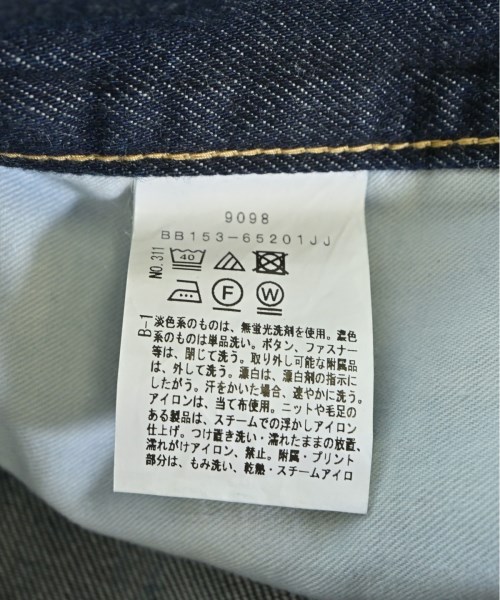 9098
BB153-65201JJ
NO.311
40
F
W
B-1
淡色系のものは、無蛍光洗剤を使用。濃色
系のものは単品洗い。ボタン、ファスナー
等は、閉じて洗う。取り外し可能な附属品
は、外して洗う。漂白は、漂白剤の指示に
したがう。汗をかいた場合、速やかに洗う。
アイロンは、当て布使用。ニットや毛足の
ある製品は、スチームでの浮かしアイロン
仕上げ。つけ置き洗い・濡れたままの放置、
濡れがけアイロン、禁止。附属・プリント
部分は、もみ洗い、乾熱・スチームアイロ